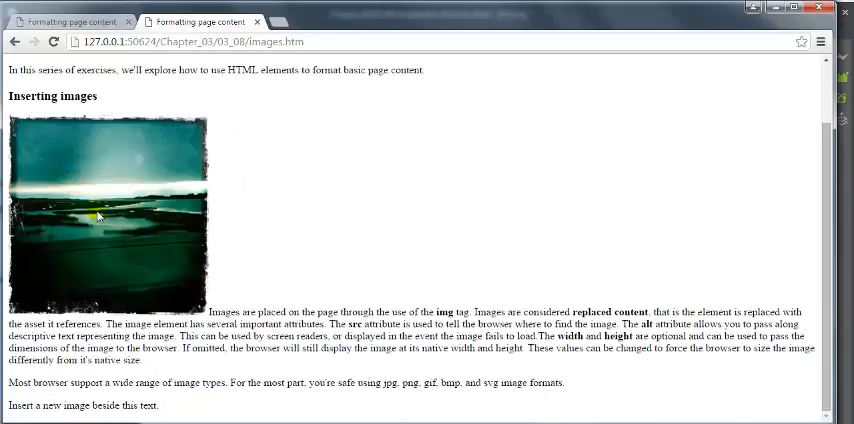 Formatting page content
Formatting page content
127.0.0.1:50624/Chapter_03/03_08/images.htm
In this series of exercises, we'll explore how to use HTML elements to format basic page content.
Inserting images
Images are placed on the page through the use of the img tag. Images are considered replaced content, that is the element is replaced with
the asset it references. The image element has several important attributes. The src attribute is used to tell the browser where to find the image. The alt attribute allows you to pass along
descriptive text representing the image. This can be used by screen readers, or displayed in the event the image fails to load.The width and height are optional and can be used to pass the
dimensions of the image to the browser. If omitted, the browser will still display the image at its native width and height. These values can be changed to force the browser to size the image
differently from it's native size.
Most browser support a wide range of image types. For the most part, you're safe using jpg, png, gif, bmp, and svg image formats.
Insert a new image beside this text.